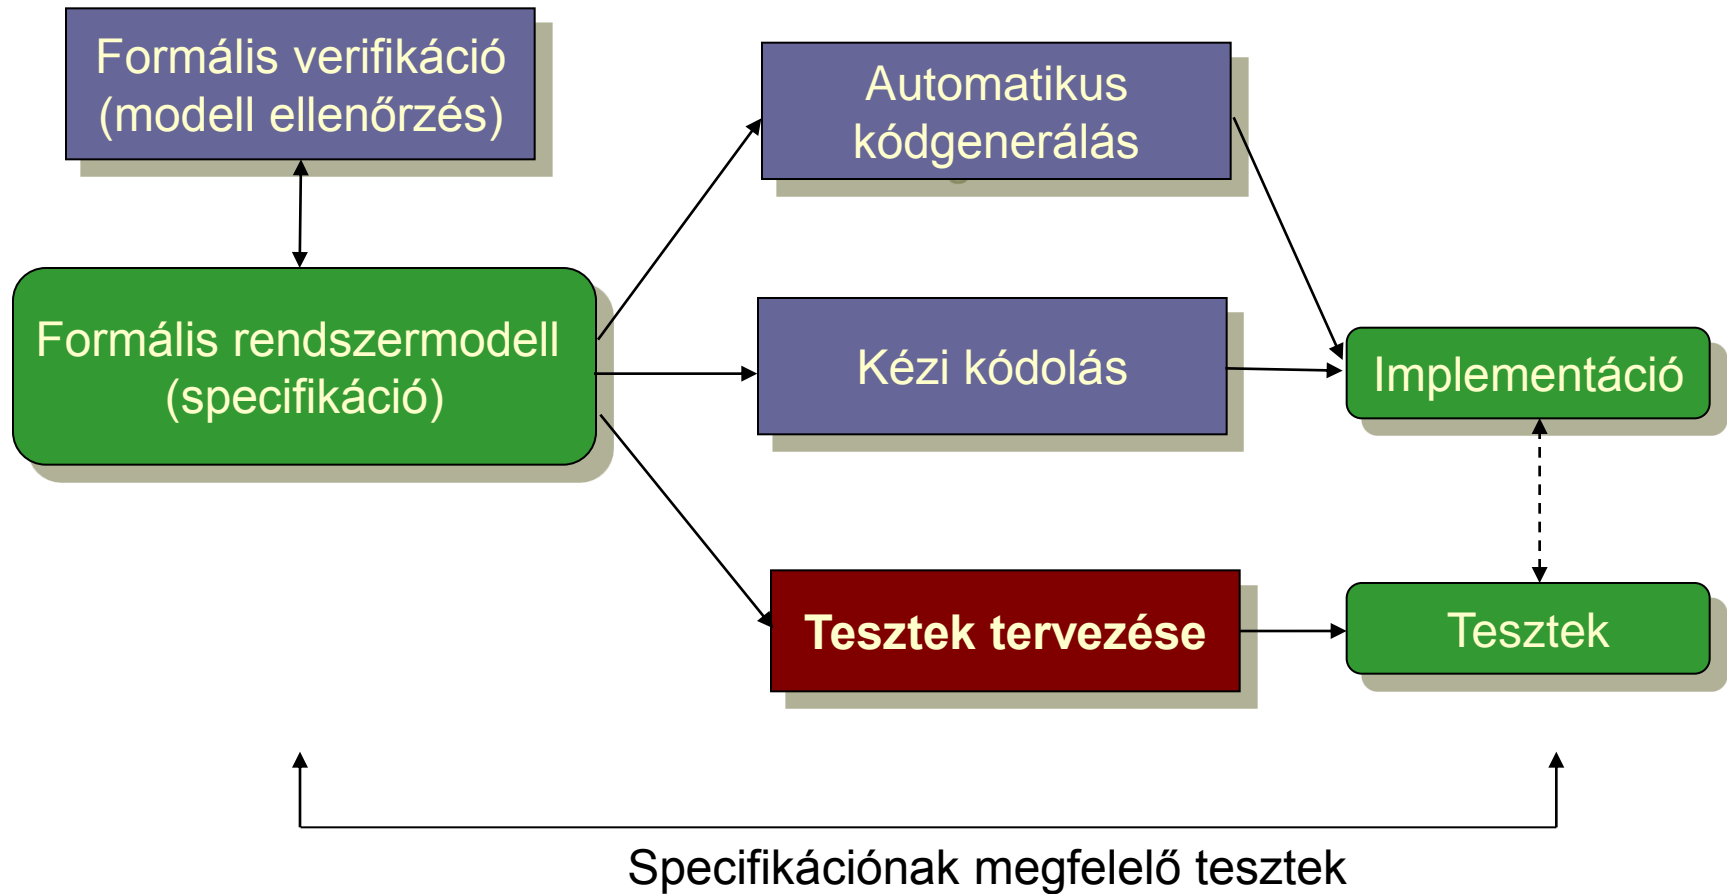 Formális verifikáció
(modell ellenőrzés)
Automatikus
kódgenerálás
Formális rendszermodell
(specifikáció)
Kézi kódolás
Implementáció
Tesztek tervezése
Tesztek
Specifikációnak megfelelő tesztek